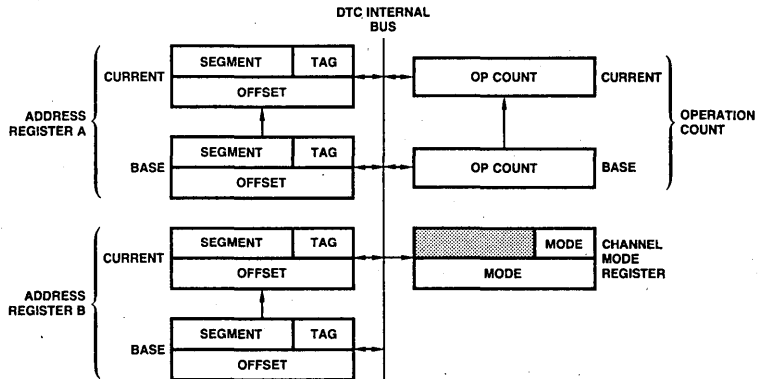 DTC INTERNAL
BUS
SEGMENT TAG
OFFSET
CURRENT
ADDRESS
REGISTER A
SEGMENT TAG
OFFSET
BASE
OP COUNT
CURRENT
OPERATION
COUNT
OP COUNT
BASE
SEGMENT TAG
OFFSET
CURRENT
ADDRESS
REGISTER B
SEGMENT TAG
OFFSET
BASE
MODE
MODE
CHANNEL
MODE
REGISTER